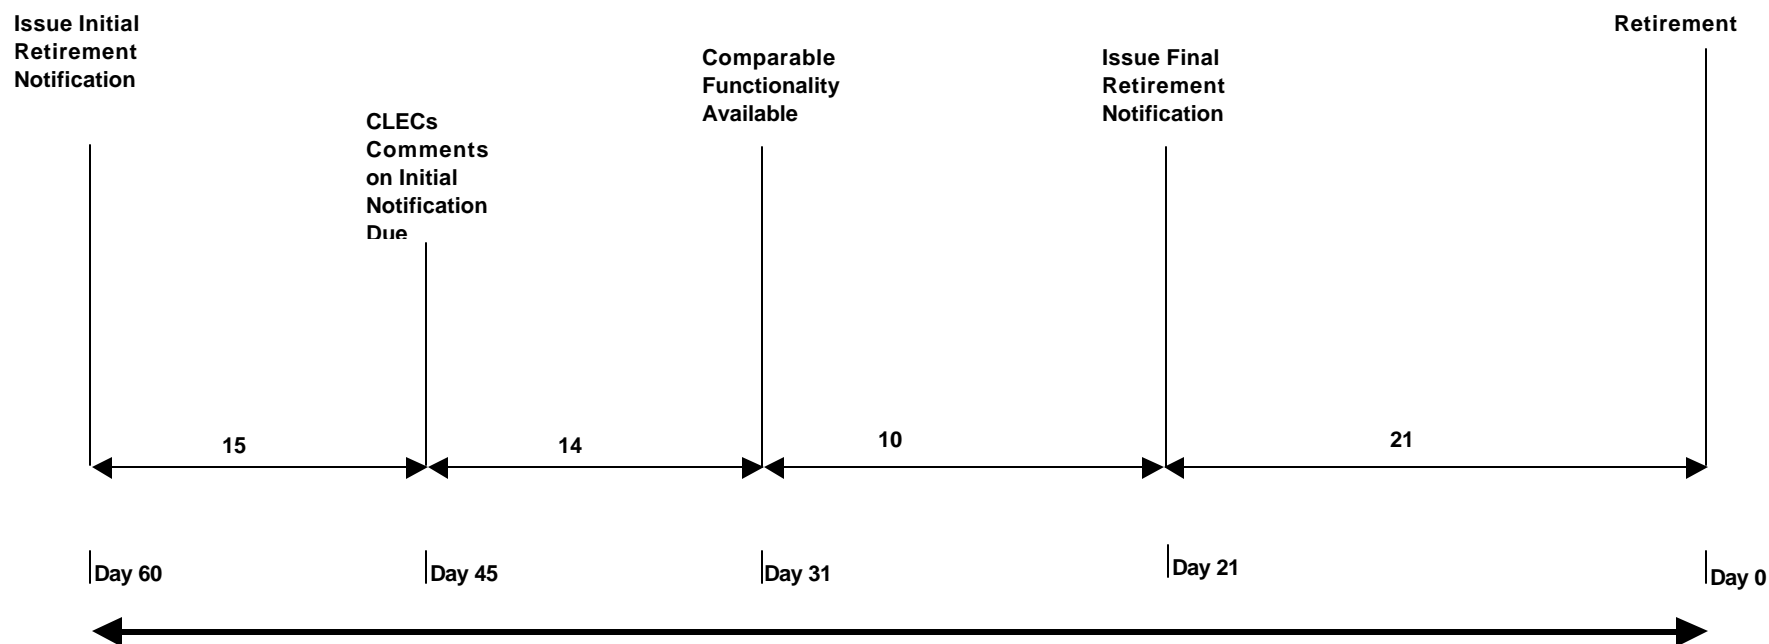 Issue Initial
Retirement
Notification
CLECs
Comments
on Initial
Notification
Due
Comparable
Functionality
Available
Issue Final
Retirement
Notification
Retirement
15
14
10
21
Day 60
Day 45
Day 31
Day 21
Day 0